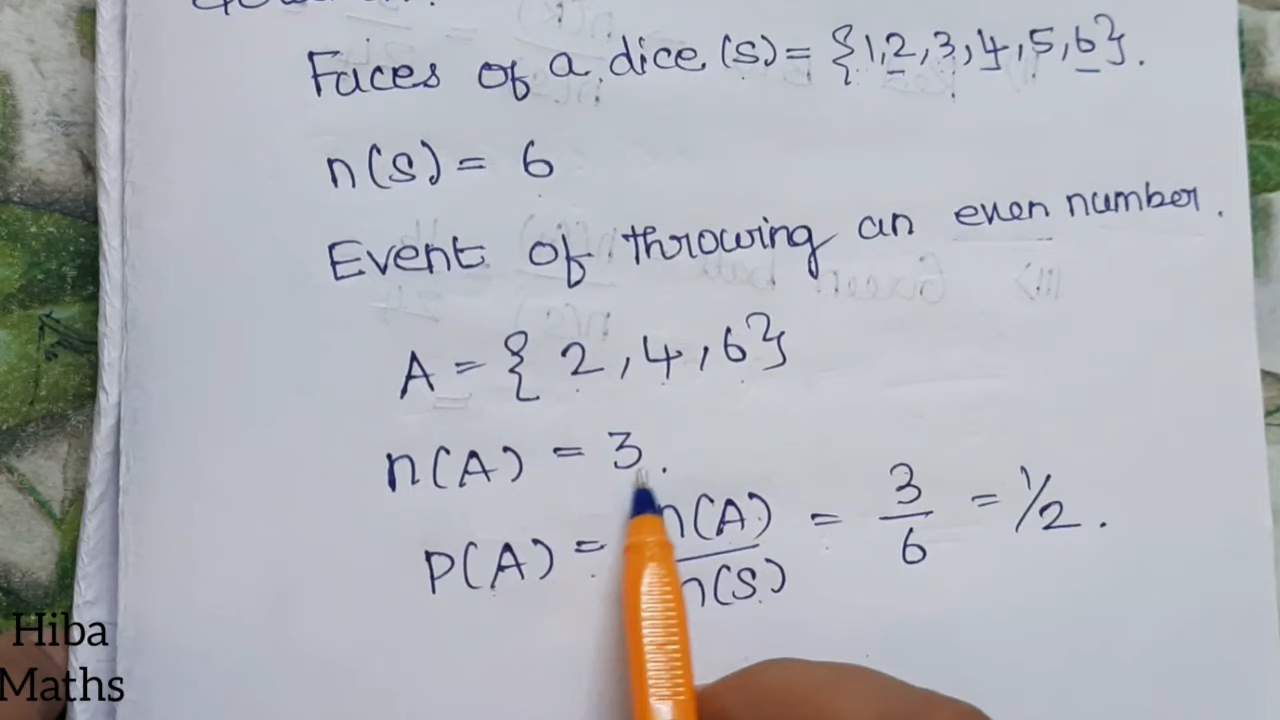 Faces of a dice (S) = {1,2,3,4,5,6}.
n(S) = 6
Event of throwing an even number.
A = { 2, 4, 6}
n(A) = 3.
P(A) = n(A)/n(S) = 3/6 = 1/2.
Hiba
Maths